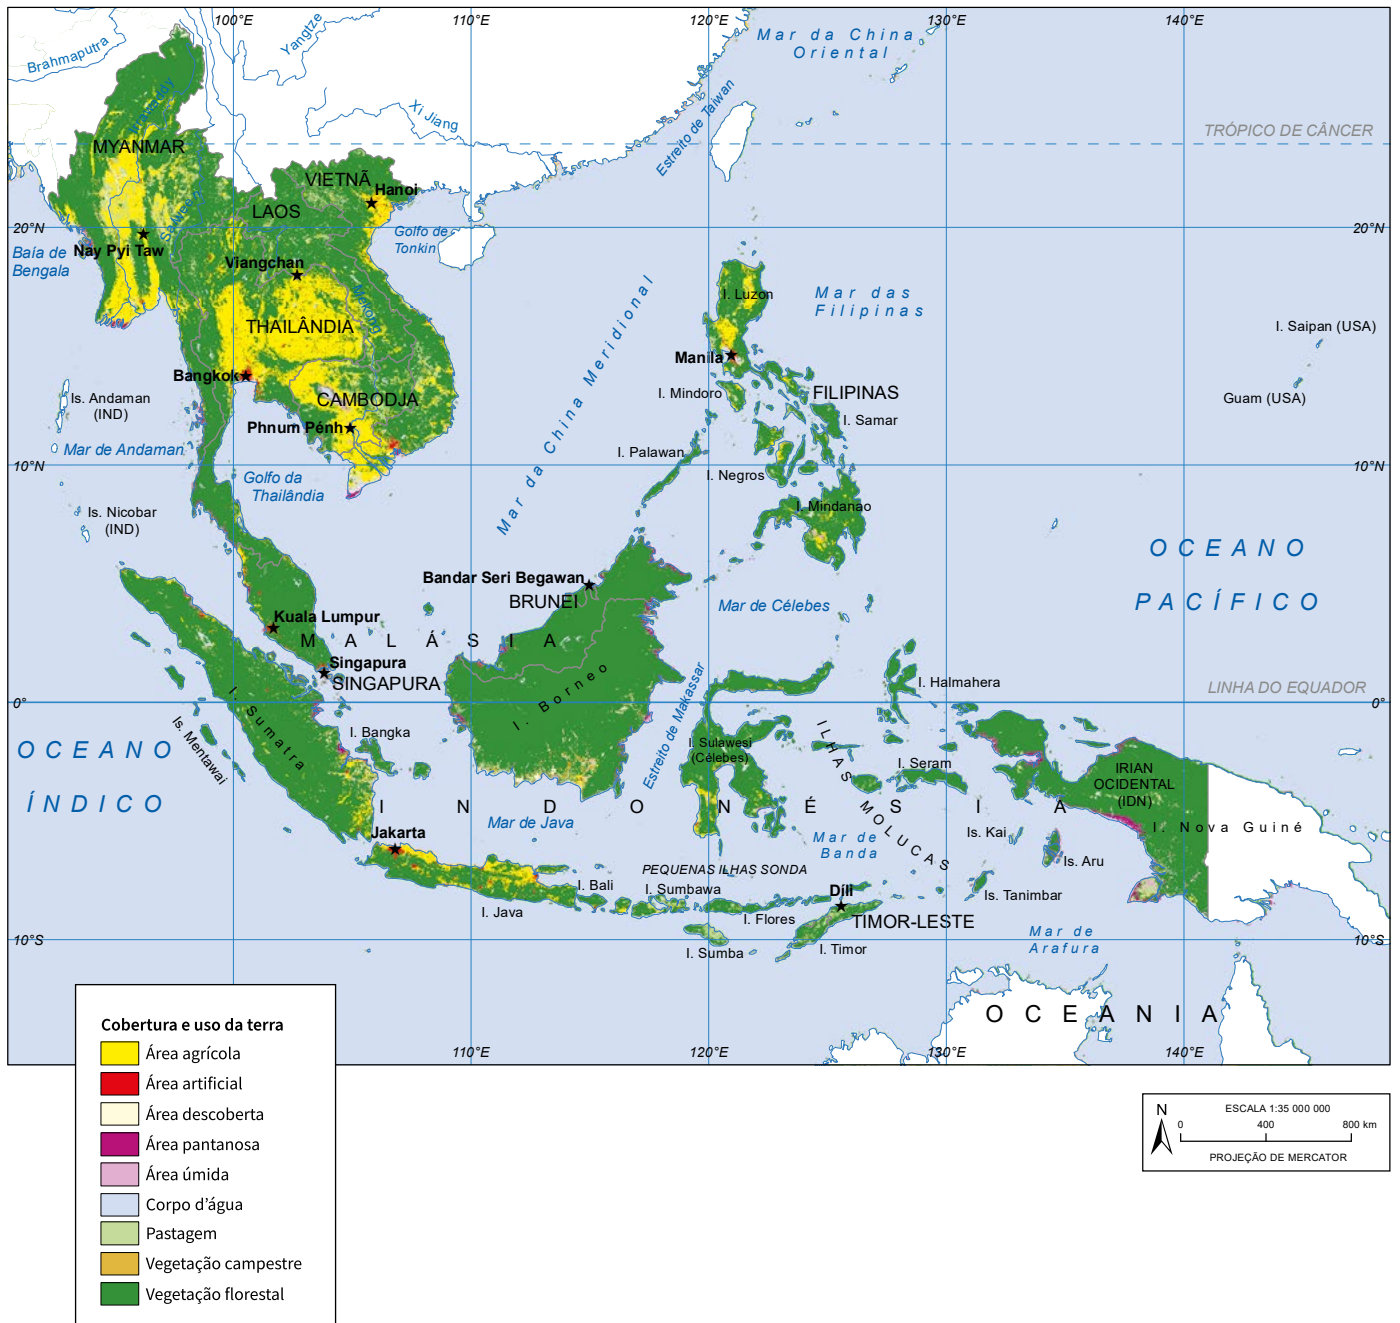 100°E
110°E
120°E
130°E
140°E
Brahmaputra
Yangtze
Mar da China
Oriental
Xi Jiang
Estreito de Taiwan
TRÓPICO DE CÂNCER
Irrawaddy
MYANMAR
VIETNÃ
Hanoi
LAOS
Salween
20°N
20°N
Golfo de
Tonkin
Baía de
Bengala
Nay Pyi Taw
Viangchan
Mekong
I. Luzon
Mar das
Filipinas
THAILÂNDIA
I. Saipan (USA)
Mar da China Meridional
Manila
Bangkok
CAMBODJA
I. Mindoro
FILIPINAS
Is. Andaman
(IND)
Guam (USA)
I. Samar
Phnum Pénh
Mar de Andaman
I. Palawan
10°N
10°N
Golfo da
Thailândia
I. Negros
I. Mindanao
Is. Nicobar
(IND)
OCEANO
PACÍFICO
Bandar Seri Begawan
BRUNEI
Mar de Célebes
Kuala Lumpur
MALÁSIA
Singapura
SINGAPURA
I. Halmahera
LINHA DO EQUADOR
0°
0°
I. Sumatra
I. Borneo
Estreito de Makassar
Is. Mentawai
I. Bangka
OCEANO
ÍNDICO
I. Sulawesi
(Célebes)
ILHAS MOLUCAS
I. Seram
IRIAN
OCIDENTAL
(IDN)
INDONÉSIA
Mar de Java
Jakarta
Mar de
Banda
Is. Kai
I. Nova Guiné
Is. Aru
PEQUENAS ILHAS SONDA
I. Bali
I. Sumbawa
Díli
Is. Tanimbar
I. Java
I. Flores
TIMOR-LESTE
Mar de
Arafura
10°S
10°S
I. Sumba
I. Timor
OCEANIA
110°E
120°E
130°E
140°E
Cobertura e uso da terra
Área agrícola
Área artificial
Área descoberta
Área pantanosa
Área úmida
Corpo d'água
Pastagem
Vegetação campestre
Vegetação florestal
N
ESCALA 1:35 000 000
0 400 800 km
PROJEÇÃO DE MERCATOR